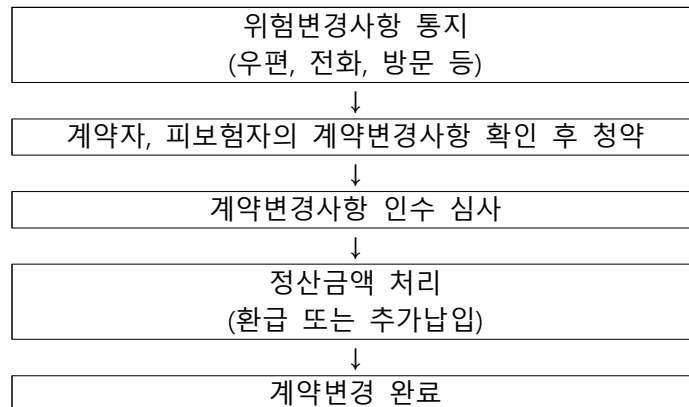 위험변경사항 통지
(우편, 전화, 방문 등)
↓
계약자, 피보험자의 계약변경사항 확인 후 청약
↓
계약변경사항 인수 심사
↓
정산금액 처리
(환급 또는 추가납입)
↓
계약변경 완료